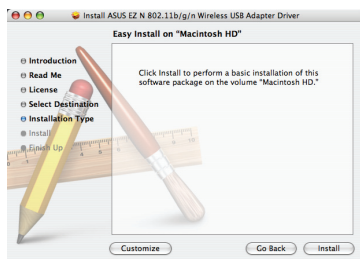 Install ASUS EZ N 802.11b/g/n Wireless USB Adapter Driver
Easy Install on "Macintosh HD"
Introduction
Read Me
License
Select Destination
Installation Type
Install
Finish Up
Click Install to perform a basic installation of this
software package on the volume "Macintosh HD."
Customize
Go Back
Install